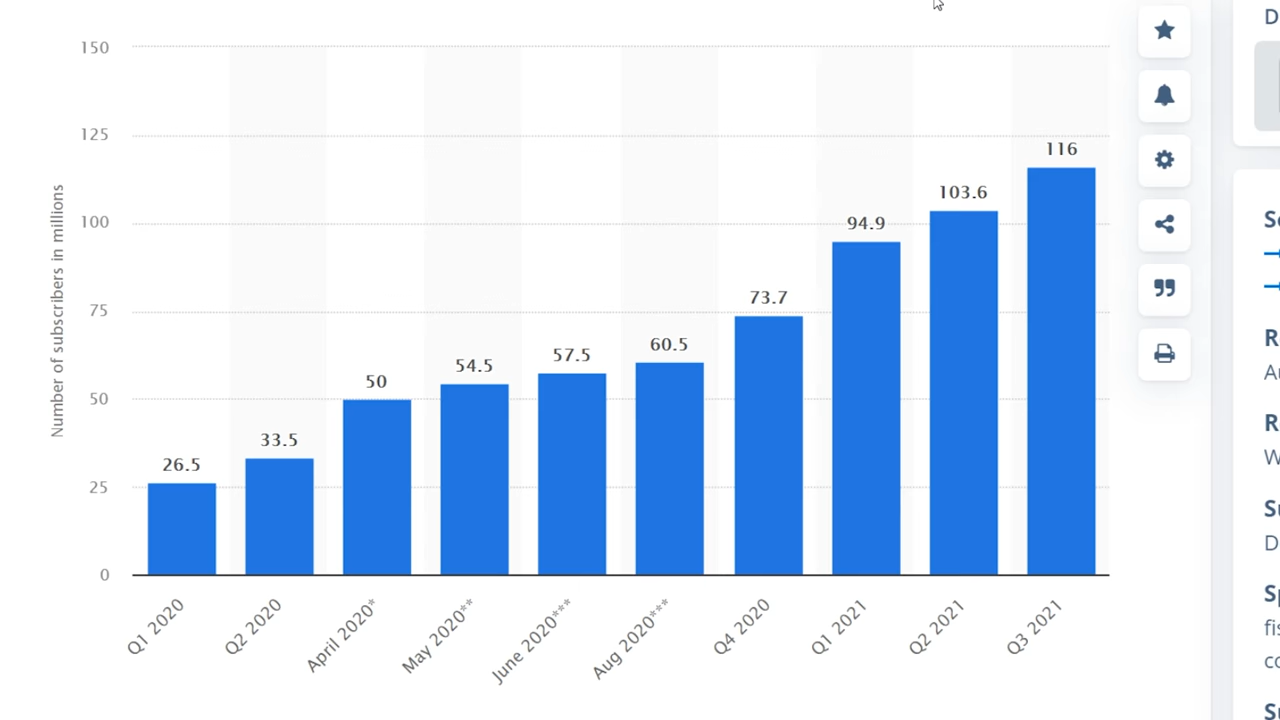 Number of subscribers in millions
150
125
100
75
50
25
0
26.5
33.5
50
54.5
57.5
60.5
73.7
94.9
103.6
116
Q1 2020
Q2 2020
April 2020*
May 2020**
June 2020***
Aug 2020***
Q4 2020
Q1 2021
Q2 2021
Q3 2021